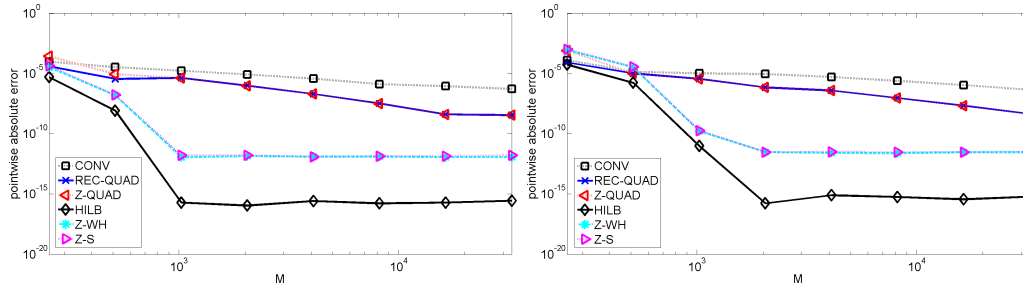 10^0
10^-5
10^-10
10^-15
10^-20
pointwise absolute error
CONV
REC-QUAD
Z-QUAD
HILB
Z-WH
Z-S
10^3
10^4
M
10^0
10^-5
10^-10
10^-15
10^-20
pointwise absolute error
CONV
REC-QUAD
Z-QUAD
HILB
Z-WH
Z-S
10^3
10^4
M